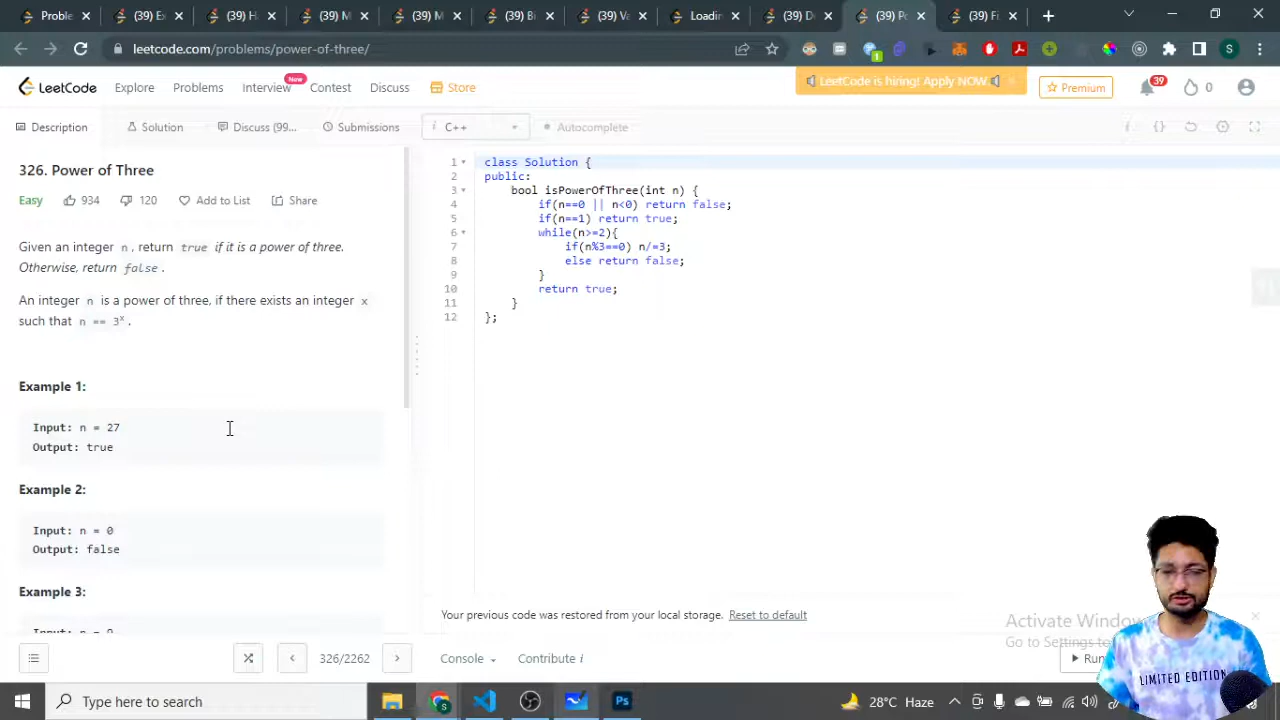 Proble
(39) Ex
(39) H
(39) M
(39) M
(39) Bi
(39) Va
Loadin
(39) D
(39) Po
(39) Fi
leetcode.com/problems/power-of-three/
LeetCode
Explore
Problems
Interview
New
Contest
Discuss
Store
LeetCode is hiring! Apply NOW
Premium
39
0
Description
Solution
Discuss (99...
Submissions
i C++
Autocomplete
326. Power of Three
Easy
934
120
Add to List
Share
Given an integer n, return true if it is a power of three.
Otherwise, return false.
An integer n is a power of three, if there exists an integer x
such that n == 3ˣ.
Example 1:
Input: n = 27
Output: true
Example 2:
Input: n = 0
Output: false
Example 3:
1 class Solution {
2 public:
3 bool isPowerOfThree(int n) {
4 if(n==0 || n<0) return false;
5 if(n==1) return true;
6 while(n>=2){
7 if(n%3==0) n/=3;
8 else return false;
9 }
10 return true;
11 }
12 };
Your previous code was restored from your local storage. Reset to default
Activate Window
Go to Settings to
326/2262
Console
Contribute i
Run
LIMITED EDITION
Type here to search
28°C Haze